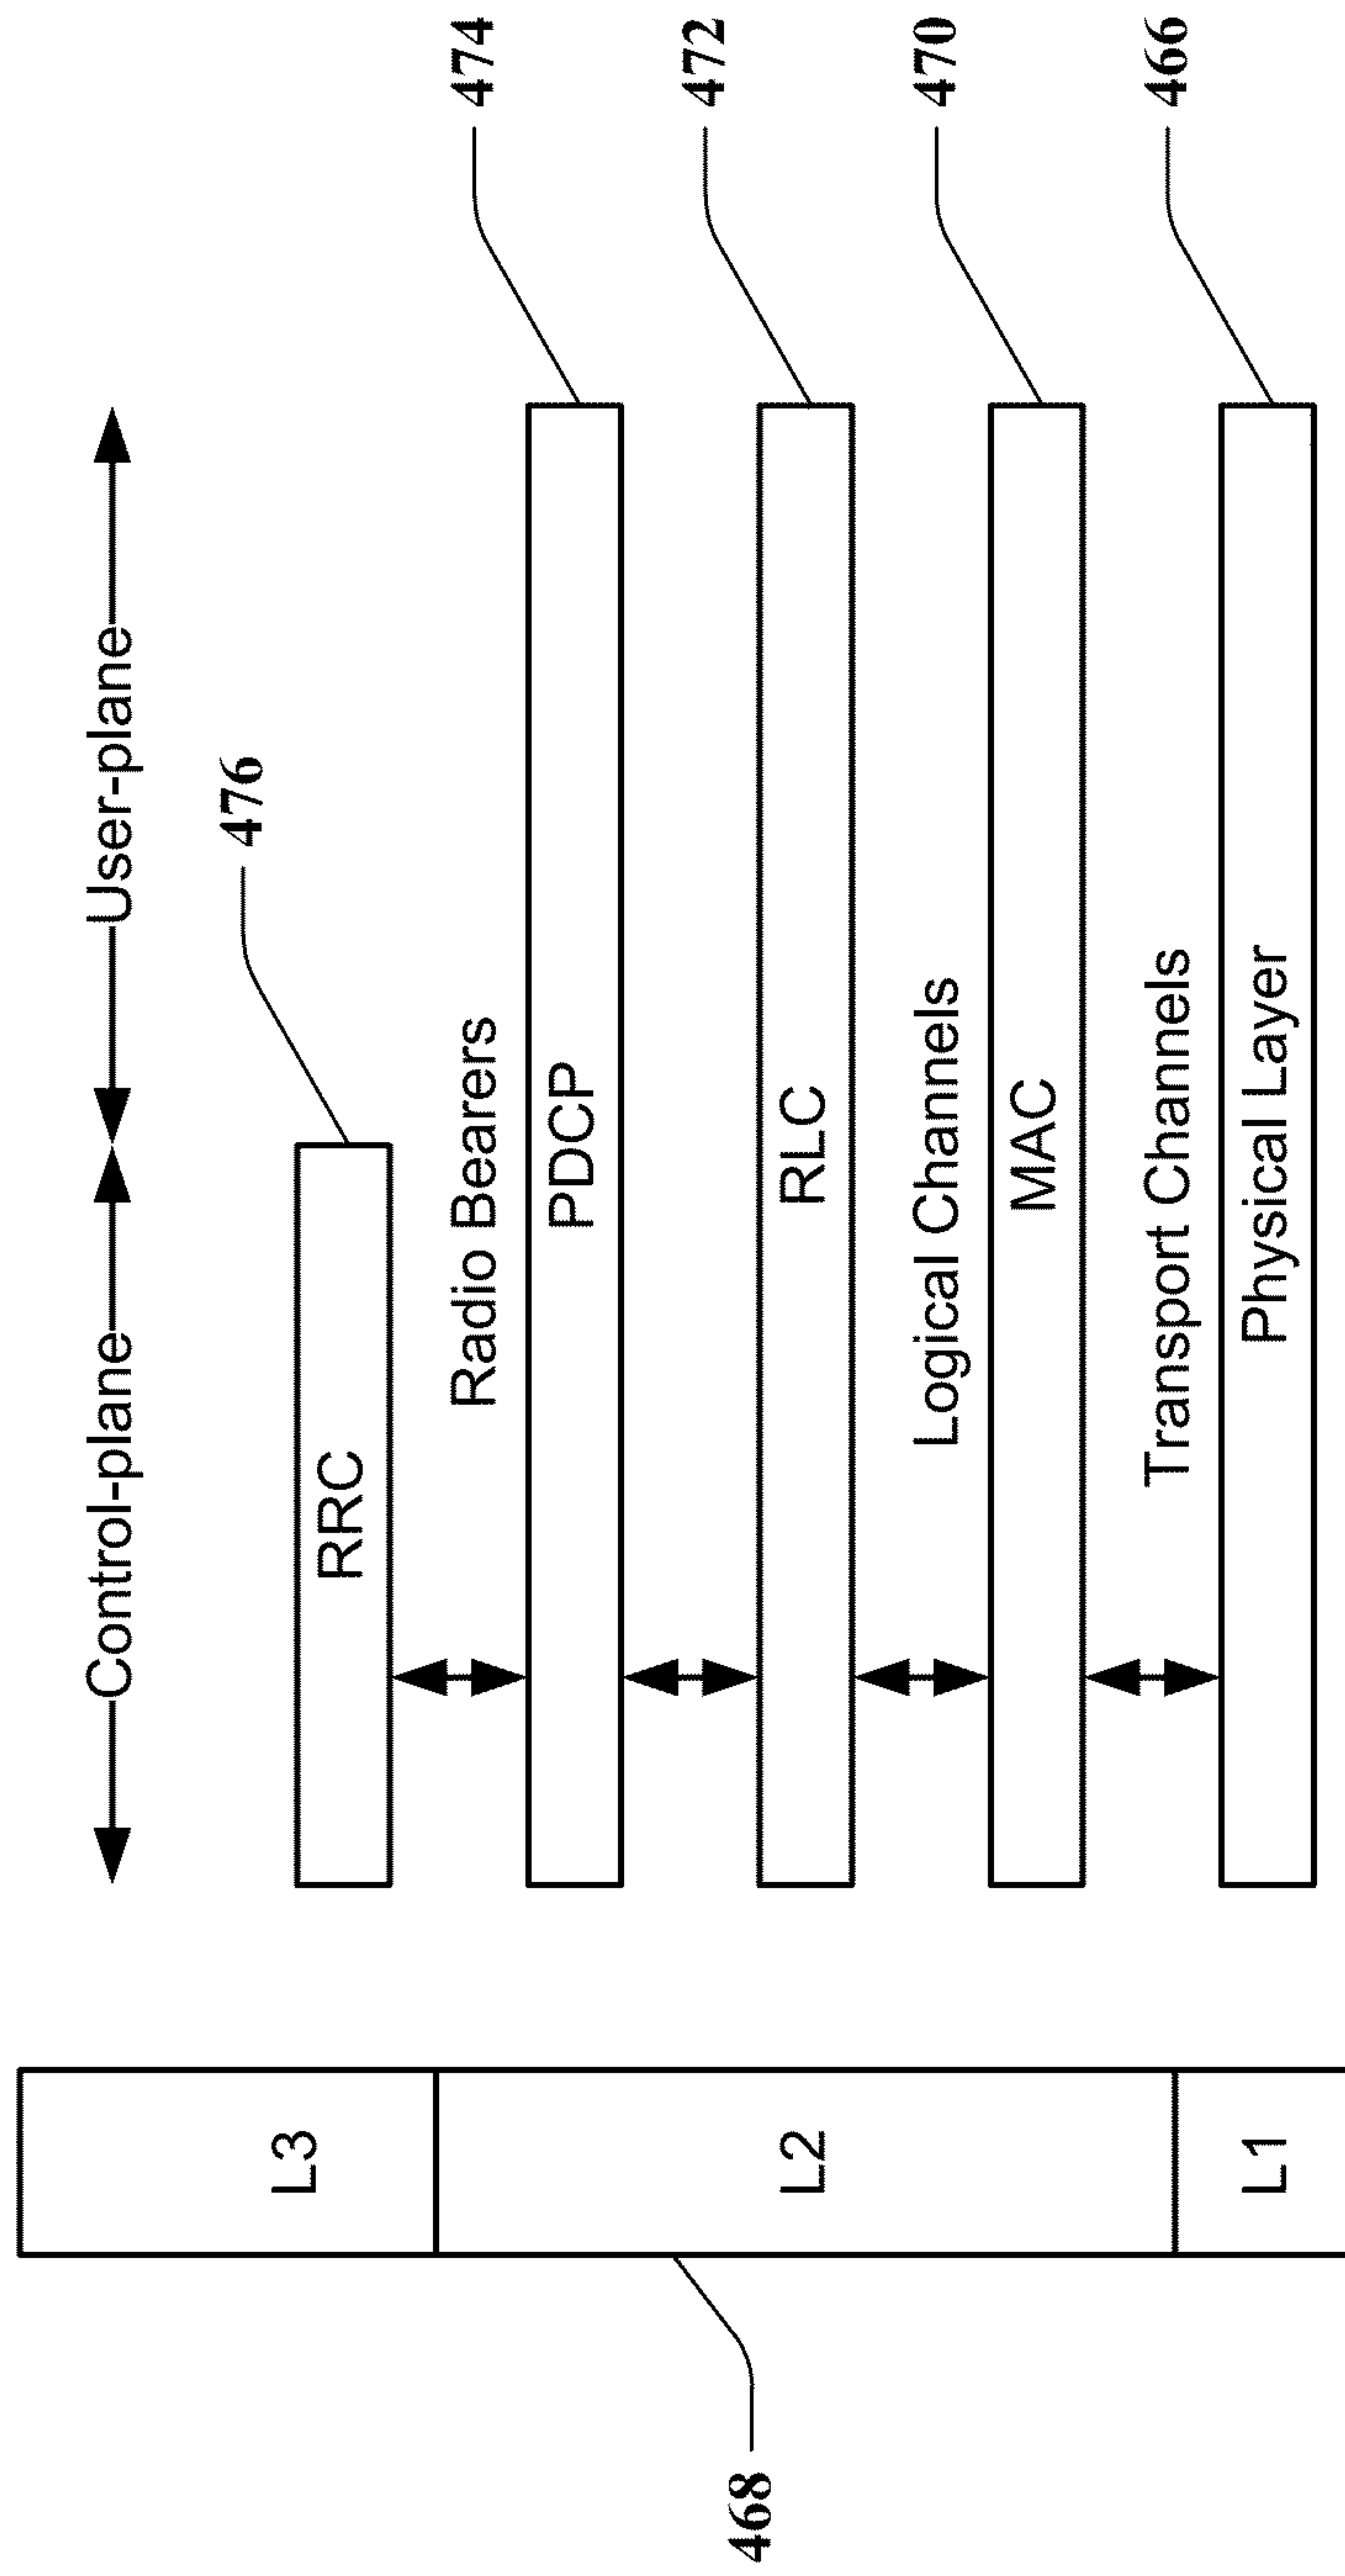 Control-plane User-plane
476
L3
RRC
474
Radio Bearers
PDCP
472
468
L2
RLC
470
Logical Channels
MAC
466
Transport Channels
L1
Physical Layer